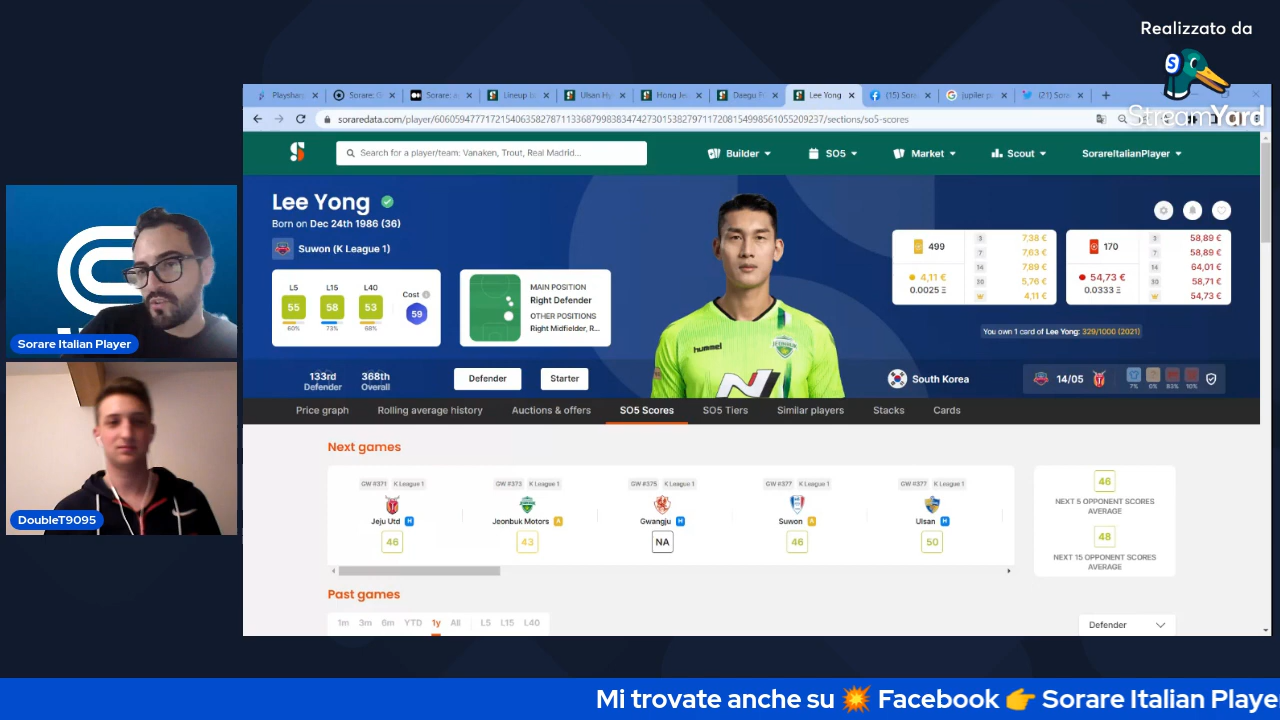 Realizzato da
StreamYard
Playshar
Sorare: G
Sorare: a
Lineup
Ulsan Hy
Hong Je
Daegu F
Lee Yong
(15) Sor
jupiler p
(21) Sora
soraredata.com/player/60605947771721540635827871133687998383474273015382797117208154998561055209237/sections/so5-scores
Search for a player/team: Vanaken, Trout, Real Madrid...
Builder
SO5
Market
Scout
SorareItalianPlayer
Lee Yong
Born on Dec 24th 1986 (36)
Suwon (K League 1)
L5
L15
L40
Cost
55
58
53
59
60%
73%
68%
MAIN POSITION
Right Defender
OTHER POSITIONS
Right Midfielder, R...
hummel
499
4,11 €
0.0025 Ξ
3
7,38 €
7
7,63 €
14
7,89 €
30
5,76 €
4,11 €
170
54,73 €
0.0333 Ξ
3
58,89 €
7
58,89 €
14
64,01 €
30
58,71 €
54,73 €
You own 1 card of Lee Yong: 329/1000 (2021)
133rd
Defender
368th
Overall
Defender
Starter
South Korea
14/05
7%
0%
83%
10%
Price graph
Rolling average history
Auctions & offers
SO5 Scores
SO5 Tiers
Similar players
Stacks
Cards
Next games
GW #371 K League 1
Jeju Utd H
46
GW #373 K League 1
Jeonbuk Motors A
43
GW #375 K League 1
Gwangju H
NA
GW #377 K League 1
Suwon A
46
GW #377 K League 1
Ulsan H
50
46
NEXT 5 OPPONENT SCORES
AVERAGE
48
NEXT 15 OPPONENT SCORES
AVERAGE
Past games
1m
3m
6m
YTD
1y
All
L5
L15
L40
Defender
Sorare Italian Player
DoubleT9095
Mi trovate anche su 💥 Facebook 👉 Sorare Italian Playe